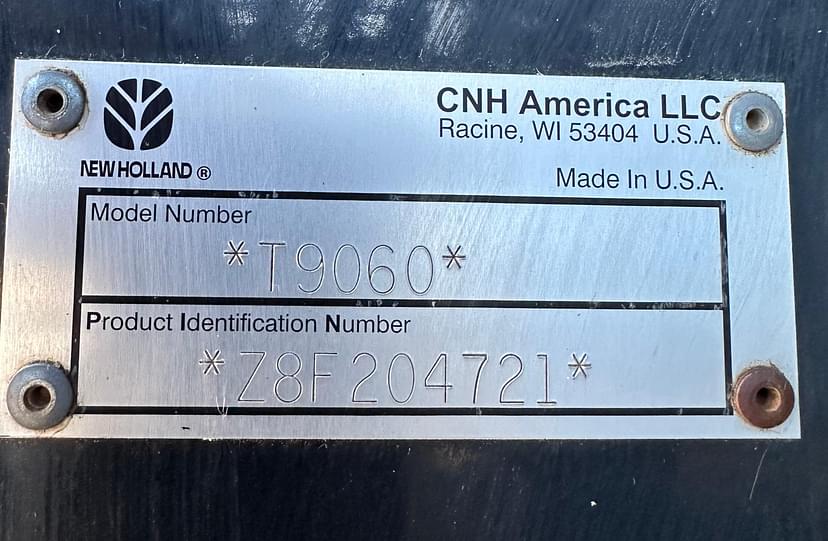 CNH America LLC
Racine, WI 53404 U.S.A.
NEW HOLLAND ®
Made In U.S.A.
Model Number
*T9060*
Product Identification Number
*Z8F204721*